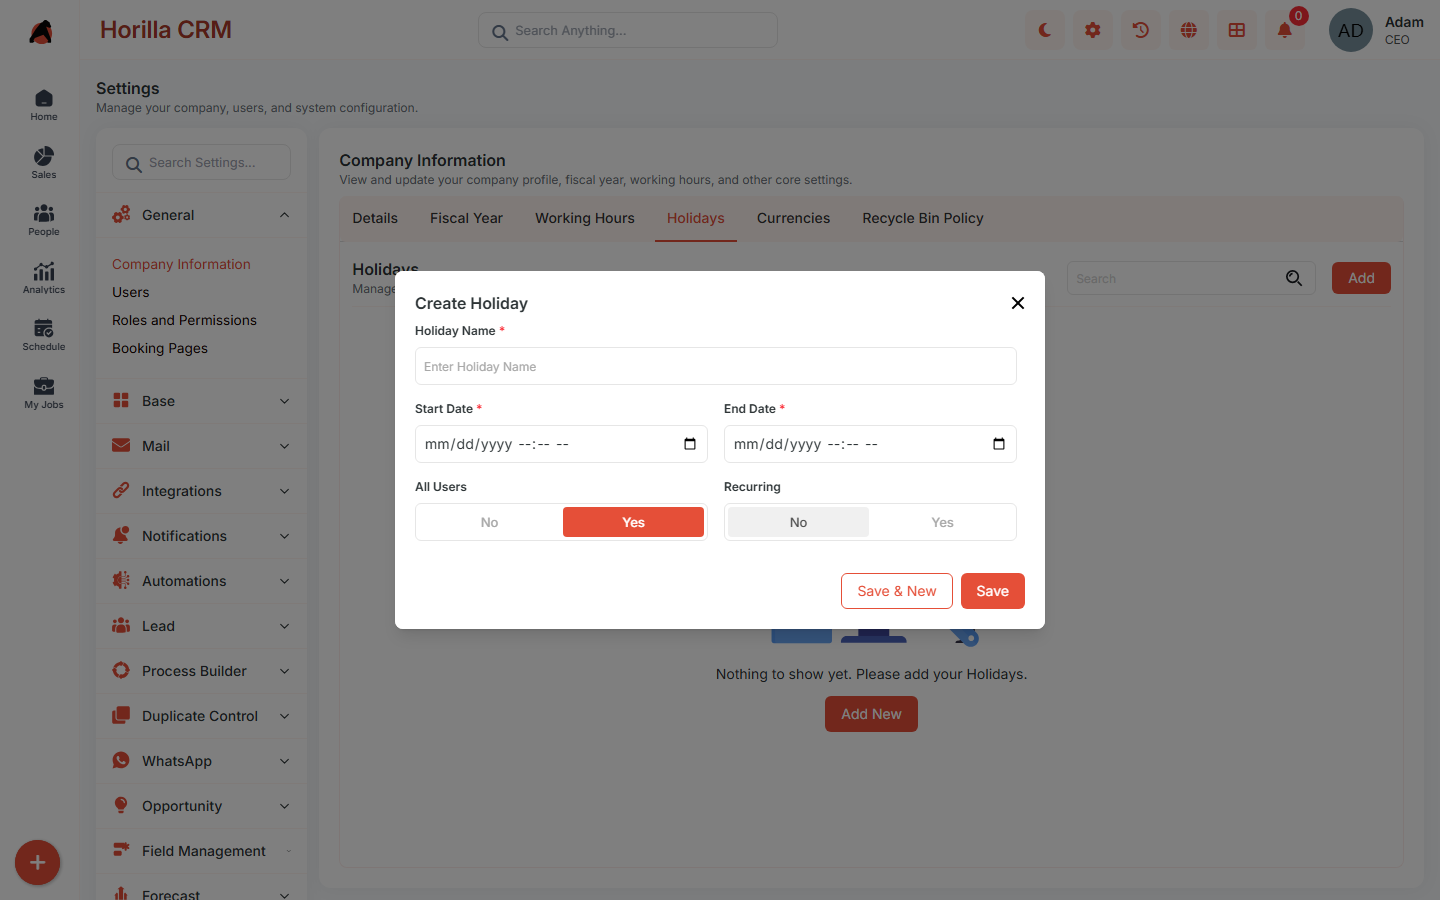 Horilla CRM
Search Anything...
0
AD
Adam
CEO
Home
Sales
People
Analytics
Schedule
My Jobs
Settings
Manage your company, users, and system configuration.
Search Settings...
General
Company Information
Users
Roles and Permissions
Booking Pages
Base
Mail
Integrations
Notifications
Automations
Lead
Process Builder
Duplicate Control
WhatsApp
Opportunity
Field Management
Forecast
Company Information
View and update your company profile, fiscal year, working hours, and other core settings.
Details
Fiscal Year
Working Hours
Holidays
Currencies
Recycle Bin Policy
Holidays
Manage
Search
Add
Create Holiday
Holiday Name *
Enter Holiday Name
Start Date *
End Date *
mm/dd/yyyy --:-- --
mm/dd/yyyy --:-- --
All Users
Recurring
No
Yes
No
Yes
Save & New
Save
Nothing to show yet. Please add your Holidays.
Add New